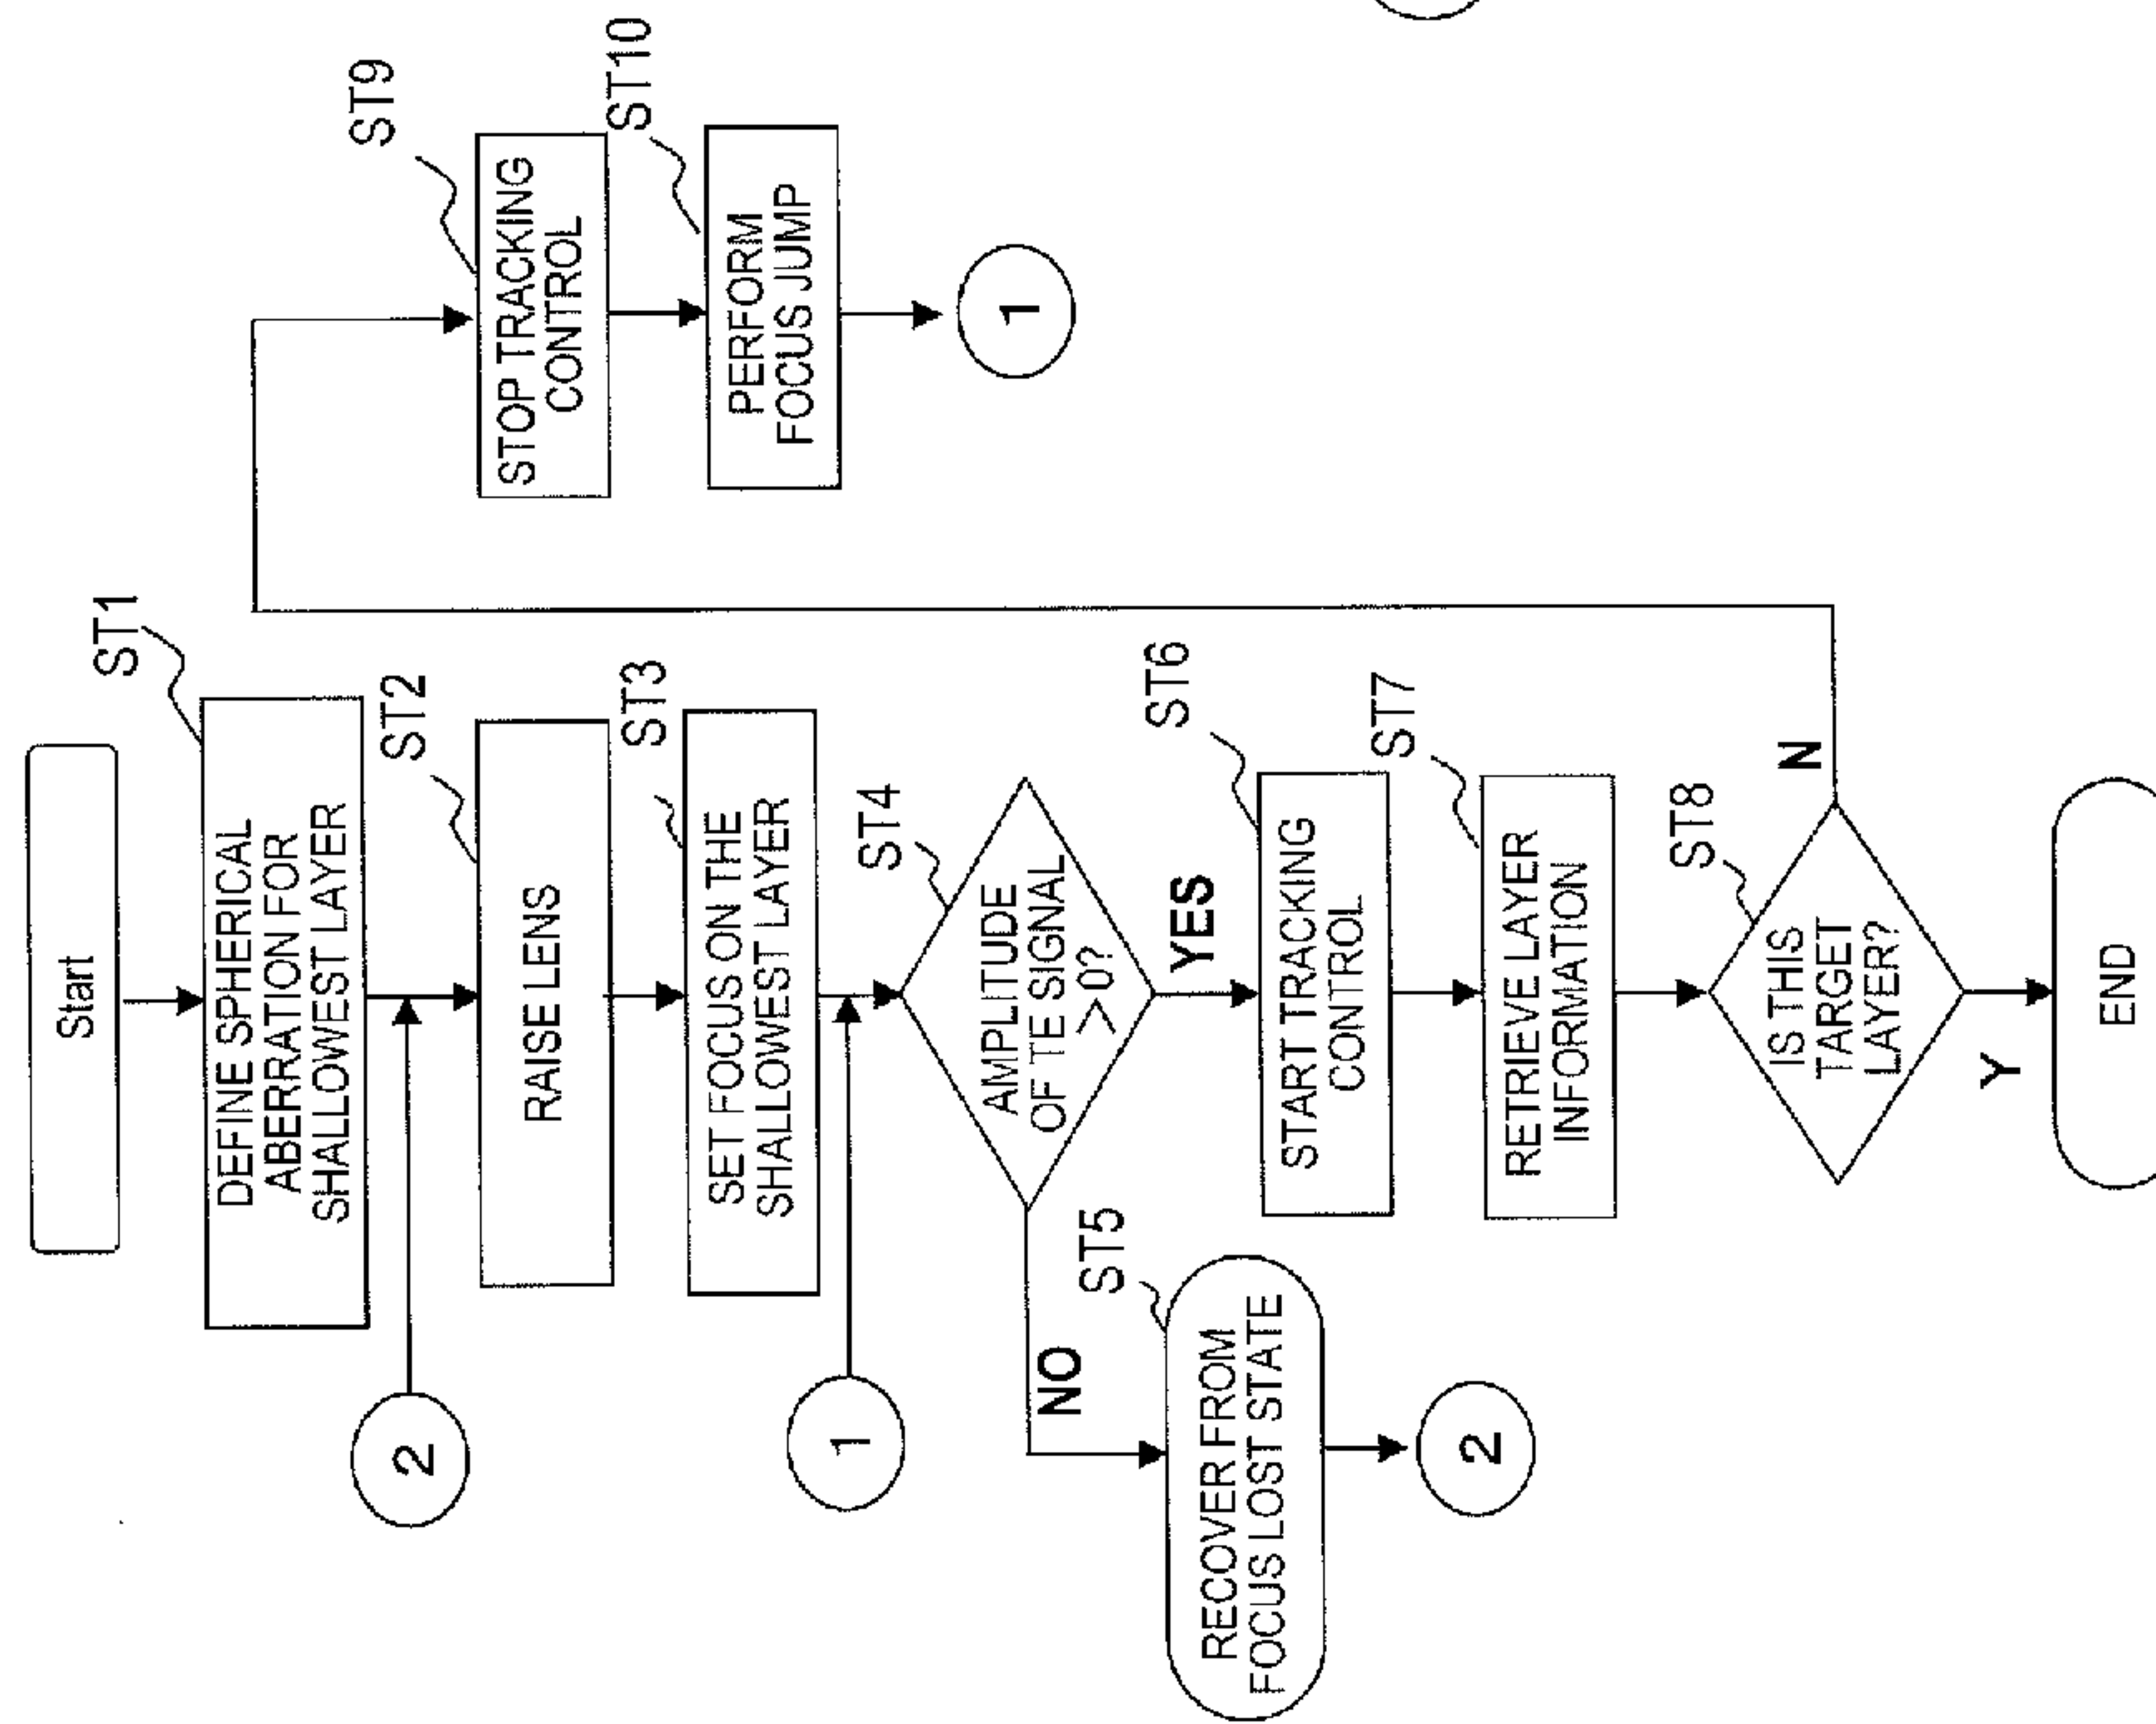 Start
ST1
DEFINE SPHERICAL
ABERRATION FOR
SHALLOWEST LAYER
2
ST2
RAISE LENS
ST3
SET FOCUS ON THE
SHALLOWEST LAYER
1
ST4
AMPLITUDE
OF TE SIGNAL
>0?
NO
YES
ST5
RECOVER FROM
FOCUS LOST STATE
2
ST6
START TRACKING
CONTROL
ST7
RETRIEVE LAYER
INFORMATION
ST8
IS THIS
TARGET
LAYER?
N
Y
END
ST9
STOP TRACKING
CONTROL
ST10
PERFORM
FOCUS JUMP
1